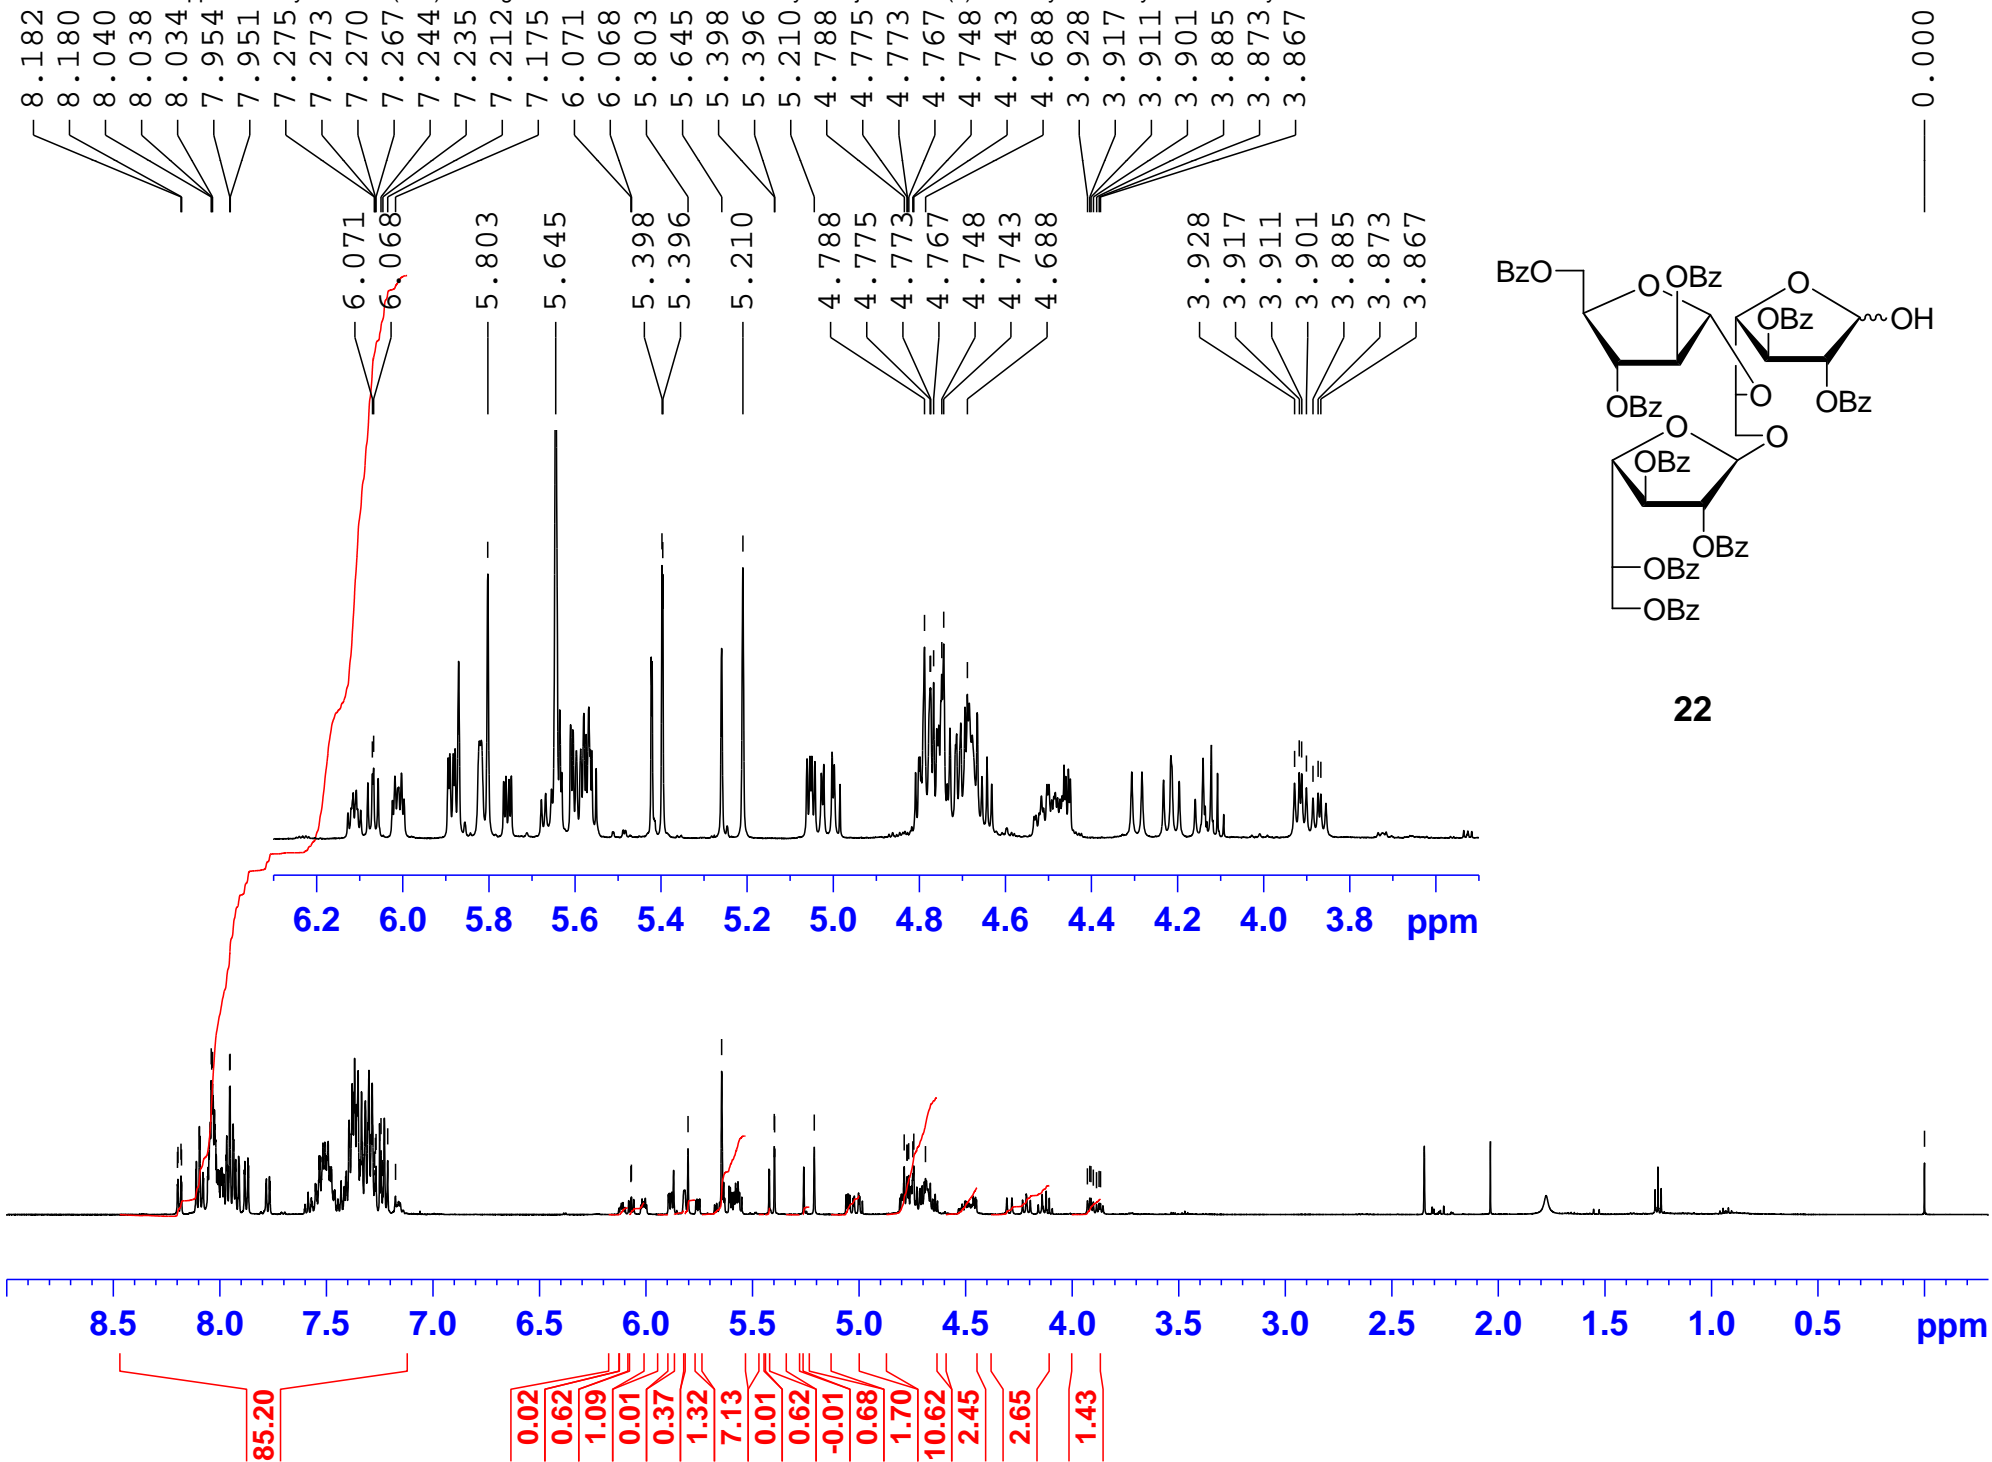 8.182 8.180 8.040 8.038 8.034 7.954 7.951 7.275 7.273 7.270 7.267 7.244 7.235 7.212 7.175 6.071 6.068 5.803 5.645 5.398 5.396 5.210 4.788 4.775 4.773 4.767 4.748 4.743 4.688 3.928 3.917 3.911 3.901 3.885 3.873 3.867 0.000
6.071 6.068 5.803 5.645 5.398 5.396 5.210 4.788 4.775 4.773 4.767 4.748 4.743 4.688 3.928 3.917 3.911 3.901 3.885 3.873 3.867
BzO O OBz O
OBz OH
OBz O OBz
O O
OBz
OBz
OBz
OBz
22
6.2 6.0 5.8 5.6 5.4 5.2 5.0 4.8 4.6 4.4 4.2 4.0 3.8 ppm
8.5 8.0 7.5 7.0 6.5 6.0 5.5 5.0 4.5 4.0 3.5 3.0 2.5 2.0 1.5 1.0 0.5 ppm
85.20 0.02 0.62 1.09 0.01 0.37 1.32 7.13 0.01 0.62 -0.01 0.68 1.70 10.62 2.45 2.65 1.43